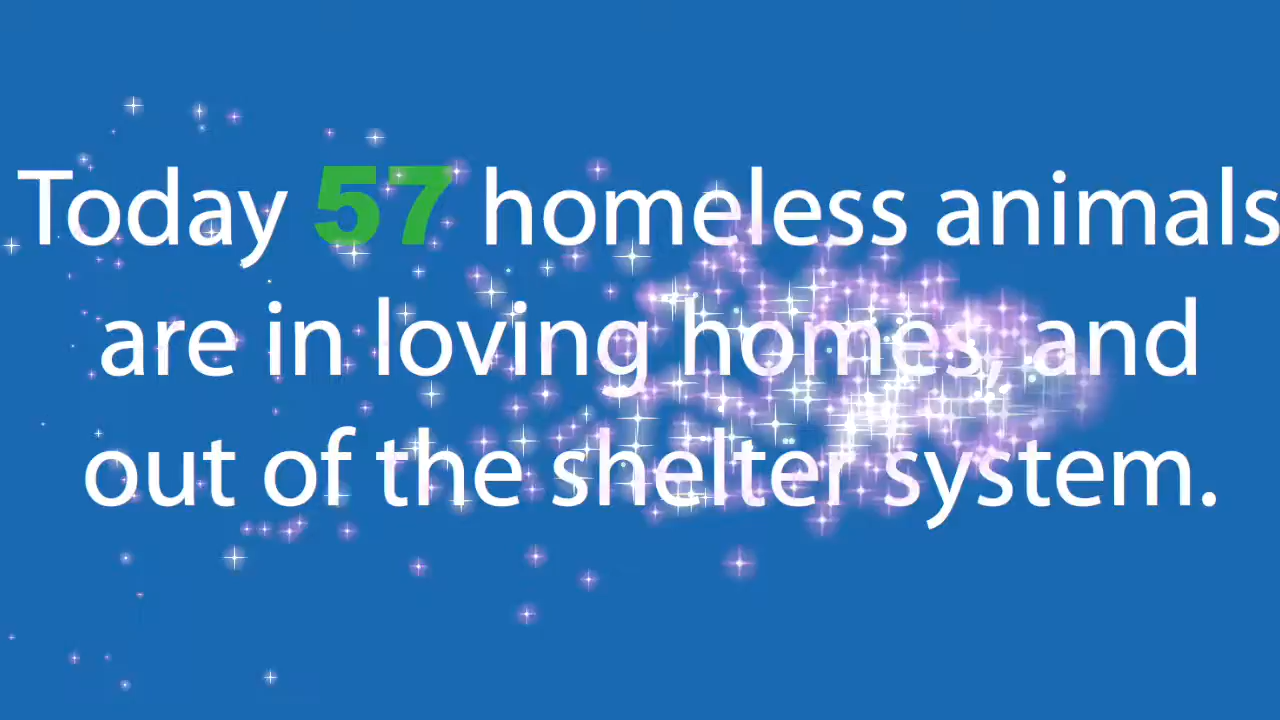 Today 57 homeless animals
are in loving homes, and
out of the shelter system.